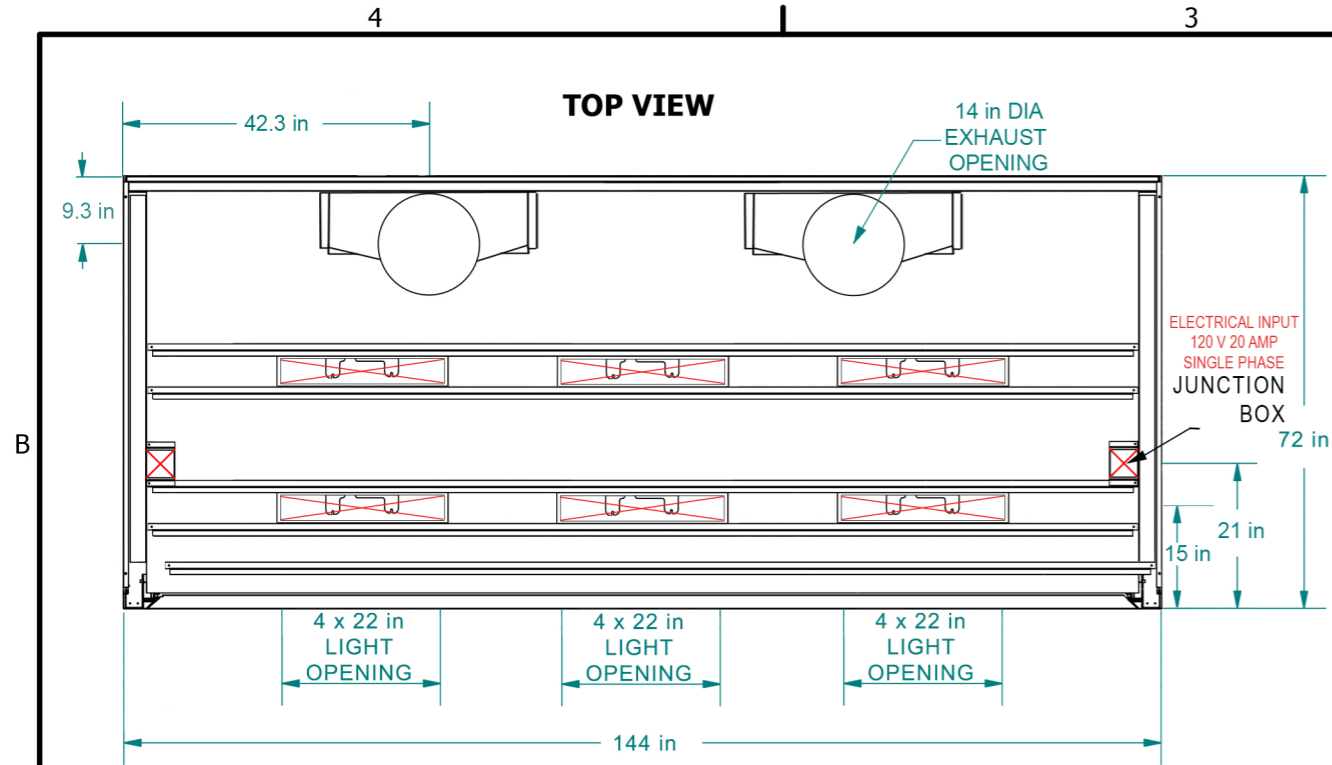 4
3
TOP VIEW
42.3 in
14 in DIA
EXHAUST
OPENING
9.3 in
ELECTRICAL INPUT
120 V 20 AMP
SINGLE PHASE
JUNCTION
BOX
72 in
B
21 in
15 in
4 x 22 in
LIGHT
OPENING
4 x 22 in
LIGHT
OPENING
4 x 22 in
LIGHT
OPENING
144 in